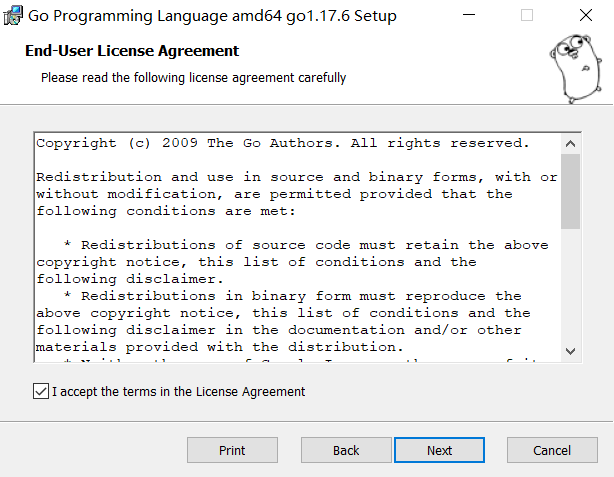 Go Programming Language amd64 go1.17.6 Setup
End-User License Agreement
Please read the following license agreement carefully
Copyright (c) 2009 The Go Authors. All rights reserved.
Redistribution and use in source and binary forms, with or
without modification, are permitted provided that the
following conditions are met:
* Redistributions of source code must retain the above
copyright notice, this list of conditions and the
following disclaimer.
* Redistributions in binary form must reproduce the
above copyright notice, this list of conditions and the
following disclaimer in the documentation and/or other
materials provided with the distribution.
I accept the terms in the License Agreement
Print
Back
Next
Cancel